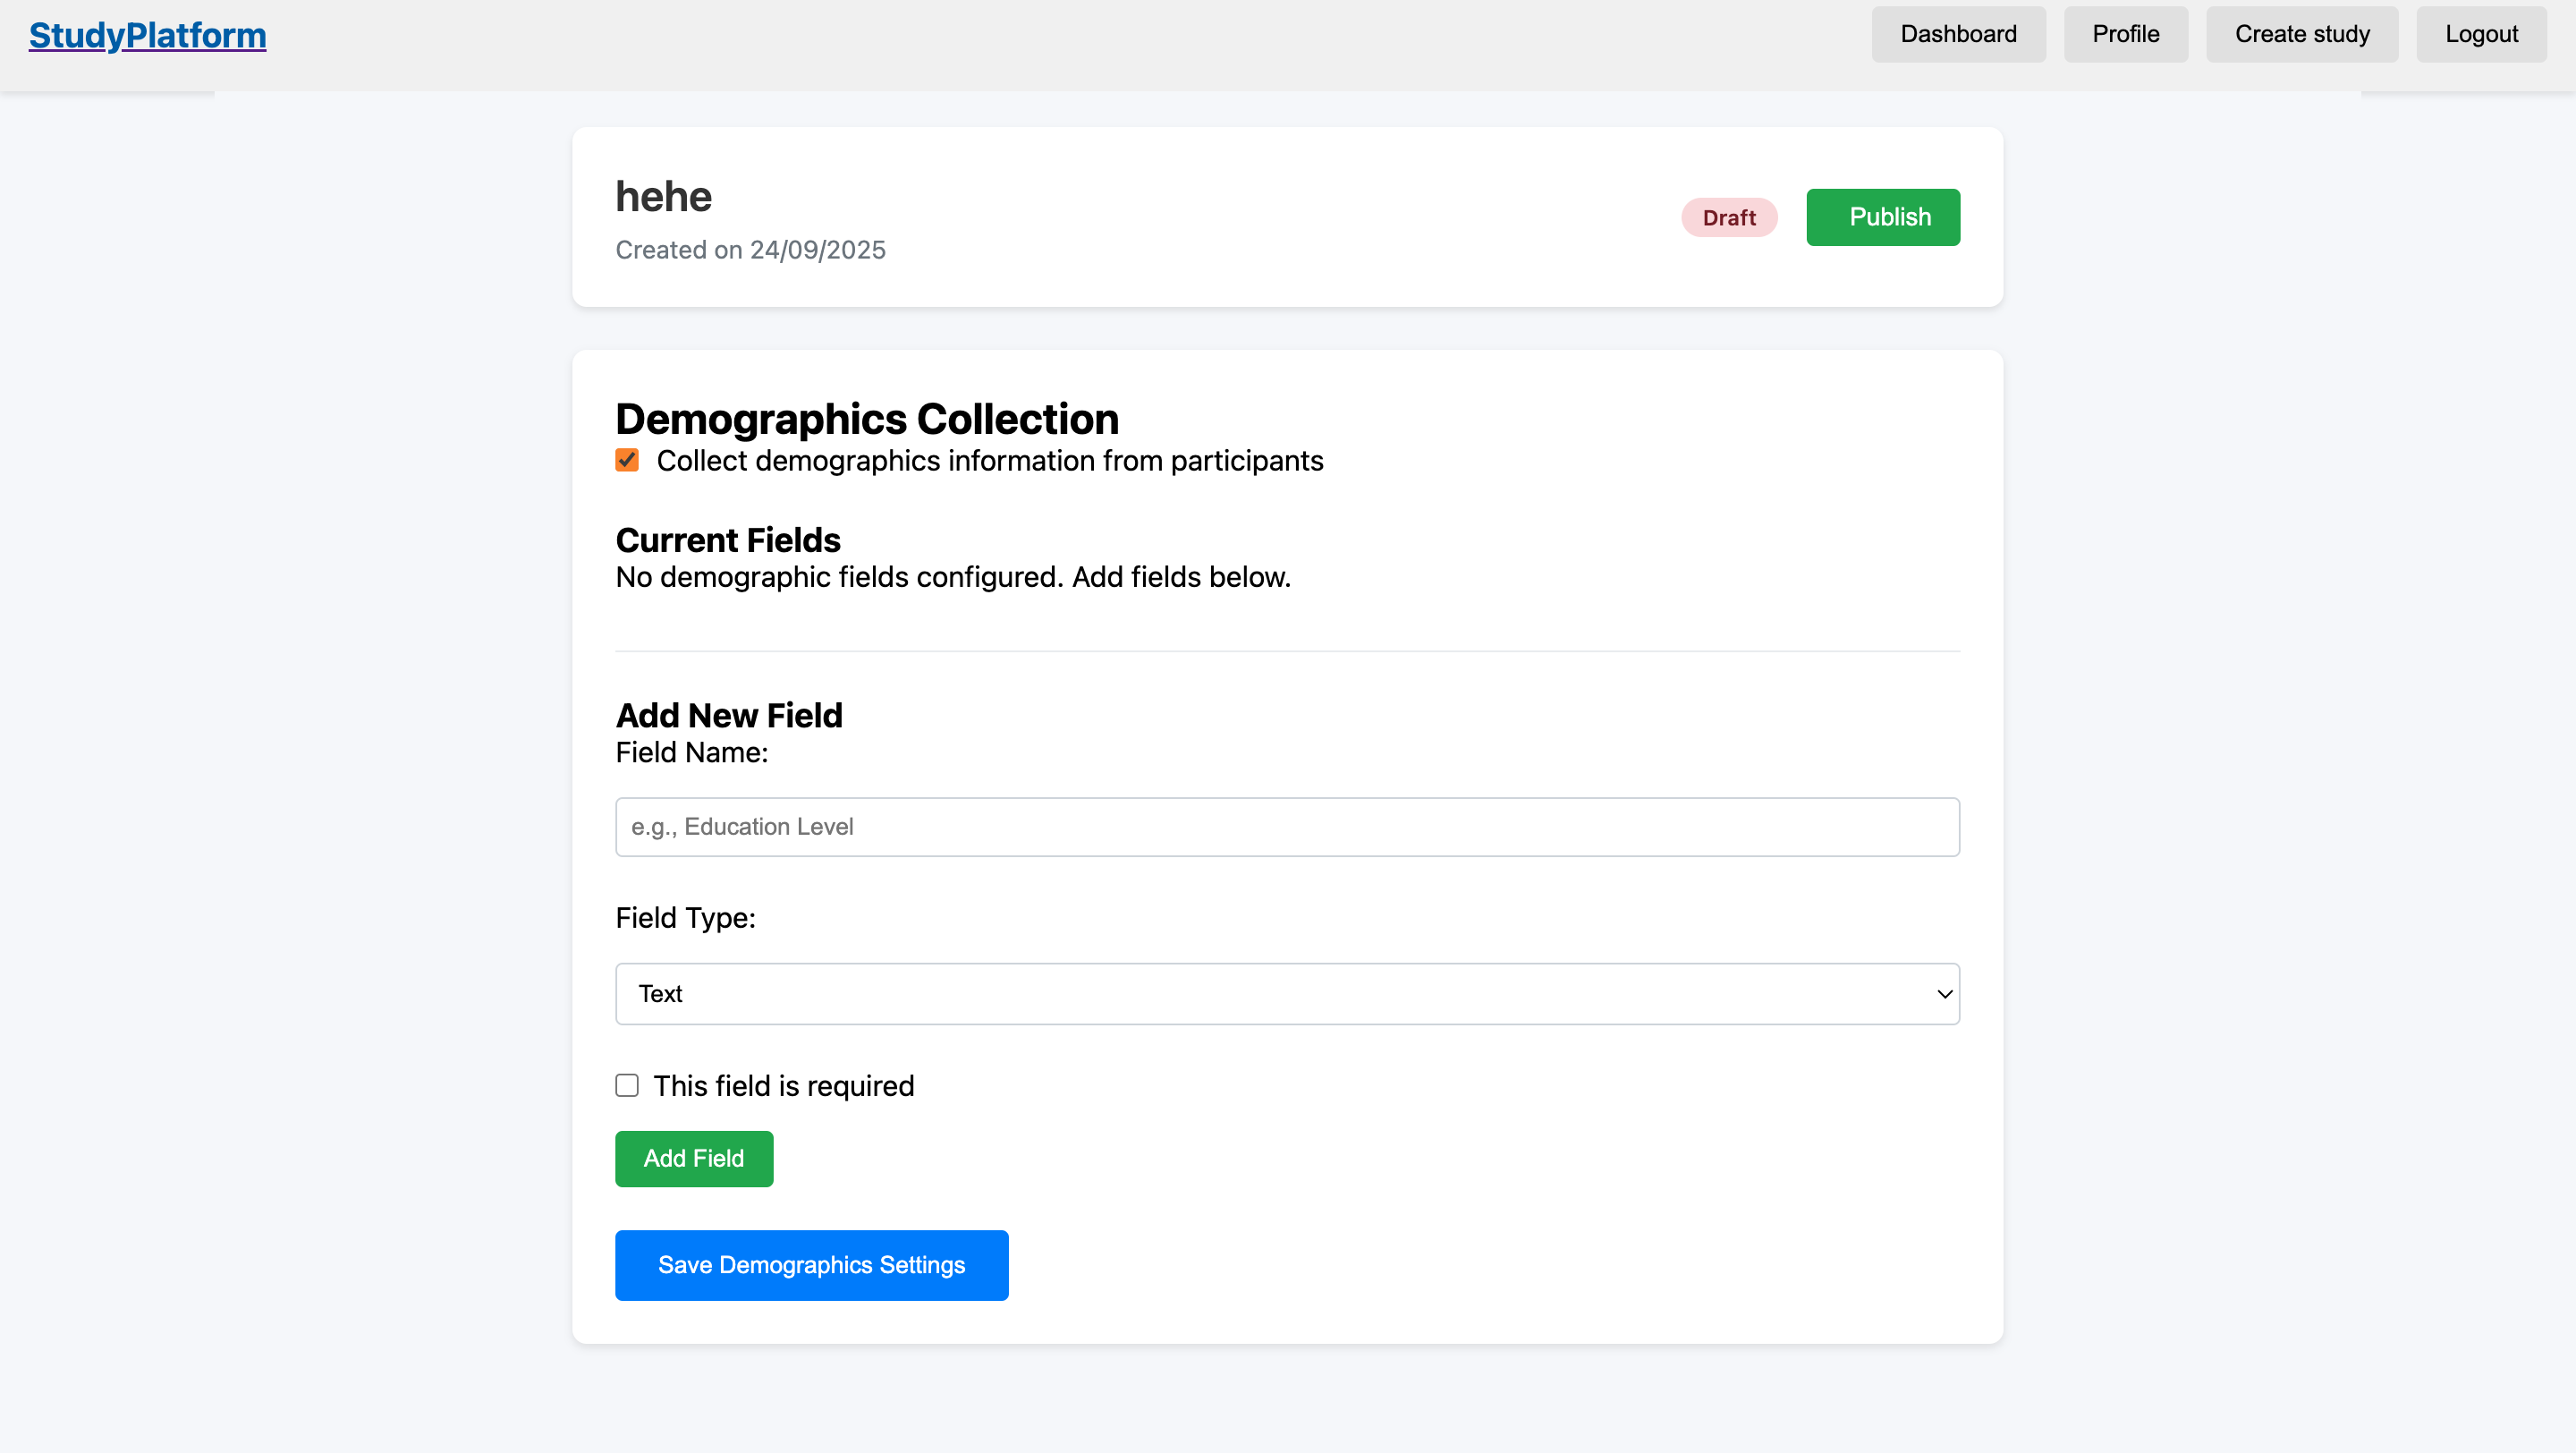 StudyPlatform
Dashboard
Profile
Create study
Logout
hehe
Created on 24/09/2025
Draft
Publish
Demographics Collection
Collect demographics information from participants
Current Fields
No demographic fields configured. Add fields below.
Add New Field
Field Name:
e.g., Education Level
Field Type:
Text
This field is required
Add Field
Save Demographics Settings